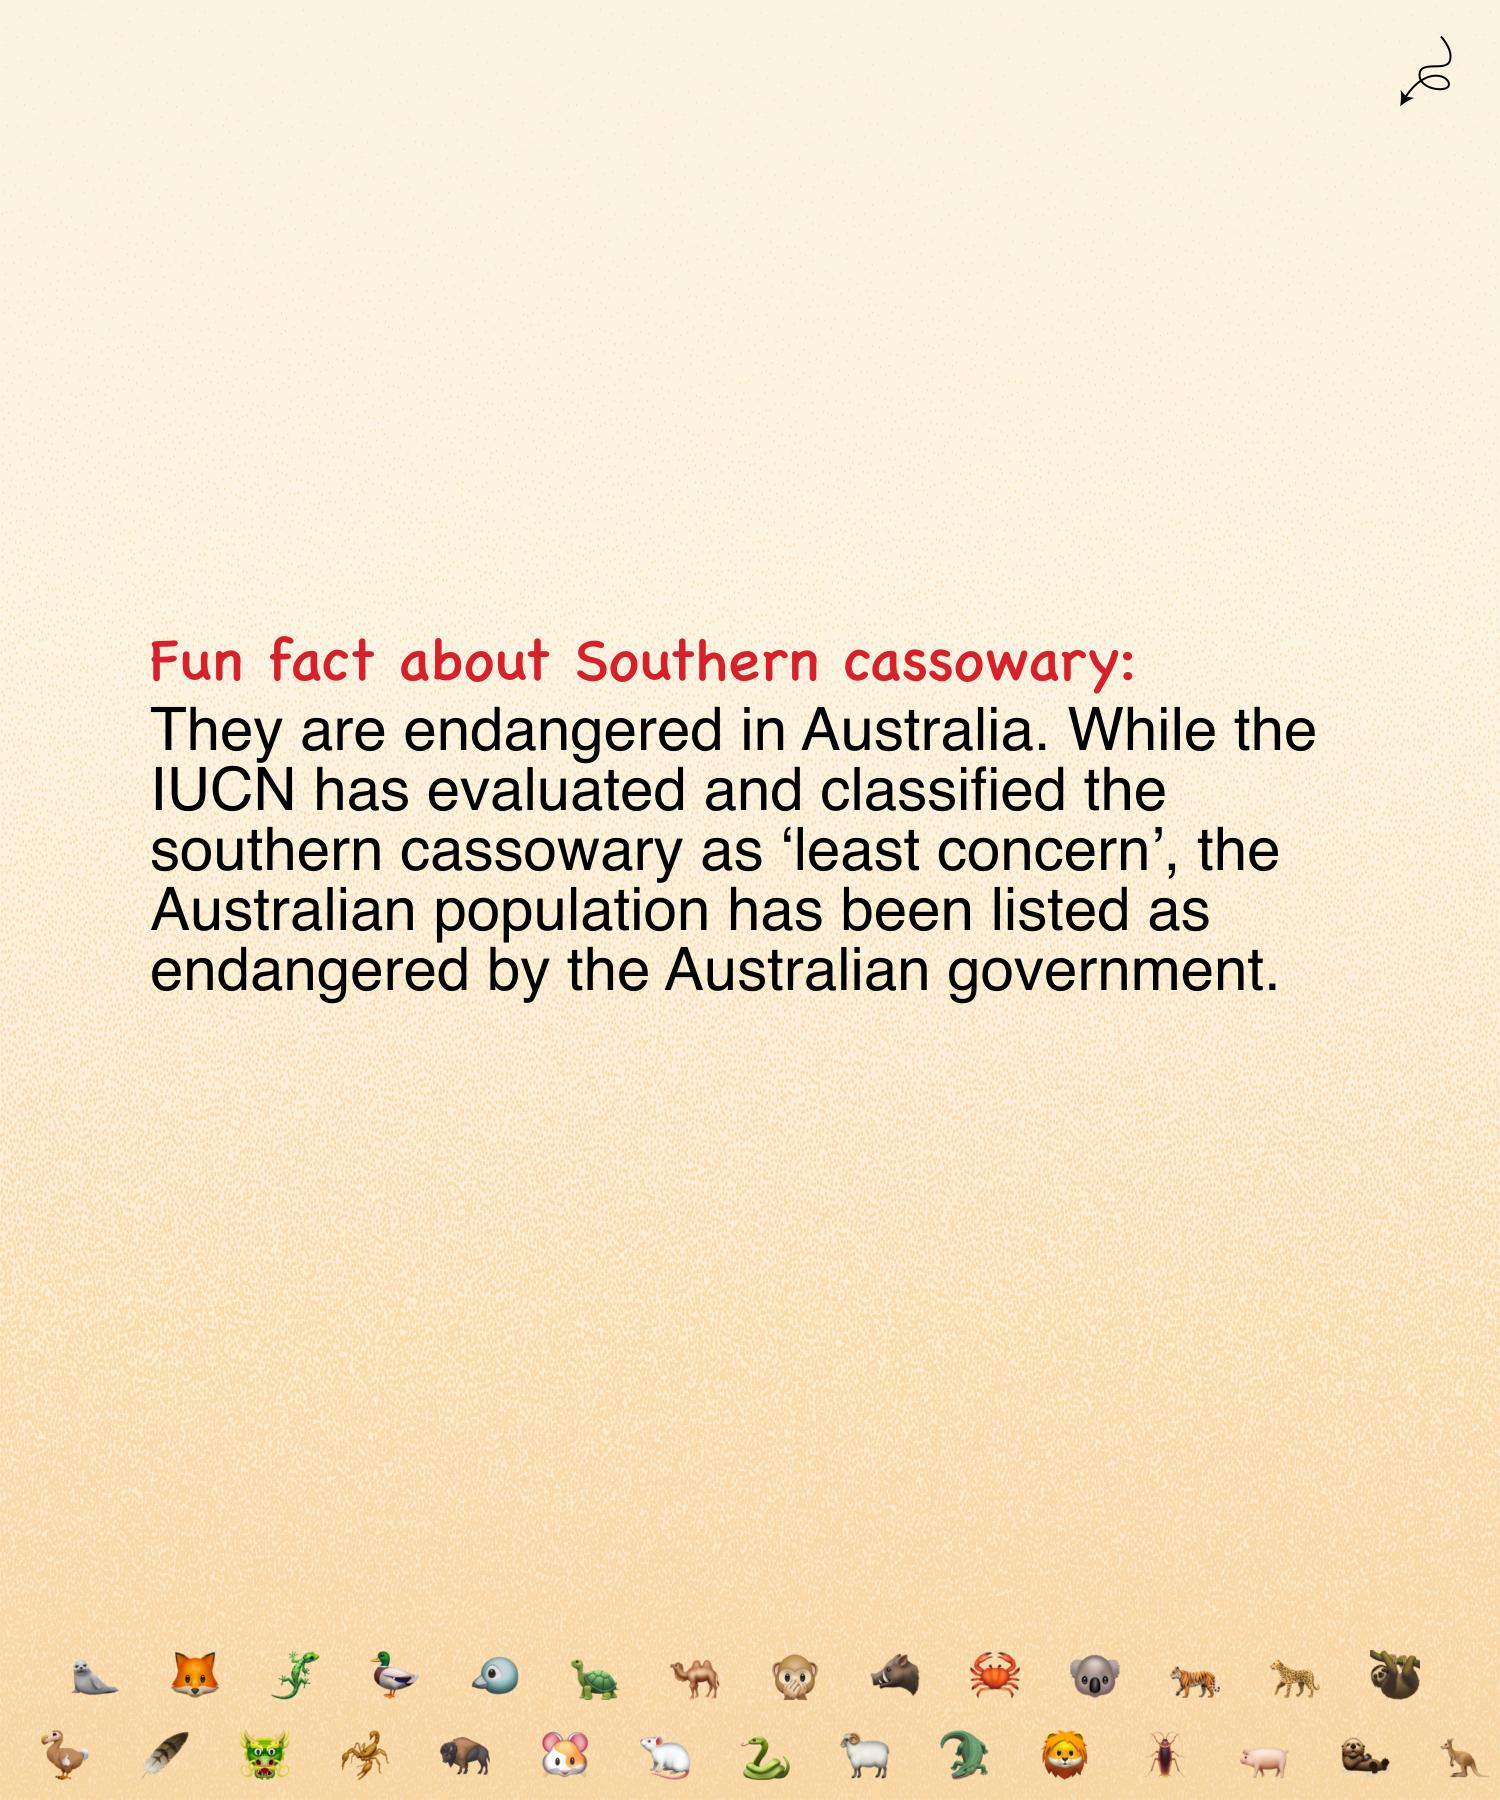 Fun fact about Southern cassowary:
They are endangered in Australia. While the
IUCN has evaluated and classified the
southern cassowary as ‘least concern’, the
Australian population has been listed as
endangered by the Australian government.